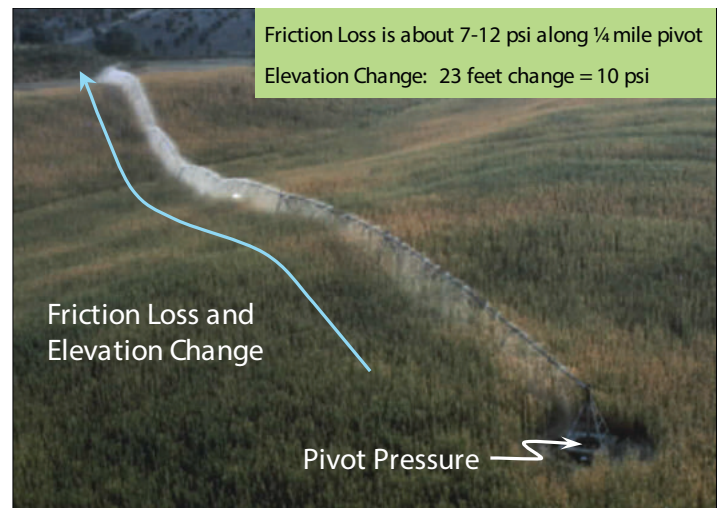 Friction Loss is about 7-12 psi along ¼ mile pivot
Elevation Change: 23 feet change = 10 psi
Friction Loss and
Elevation Change
Pivot Pressure